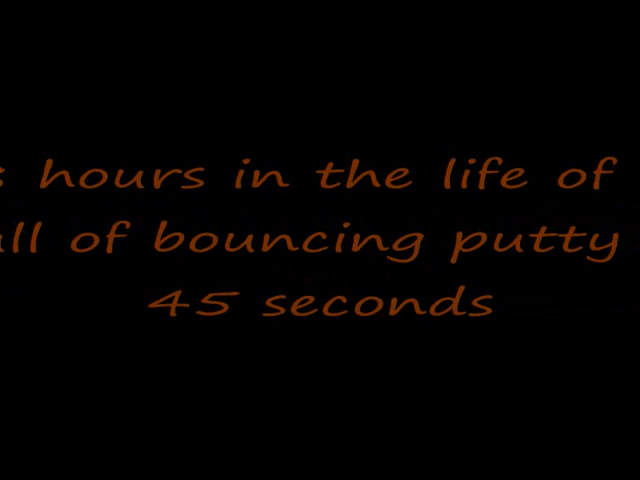 hours in the life of
of bouncing putty
45 seconds